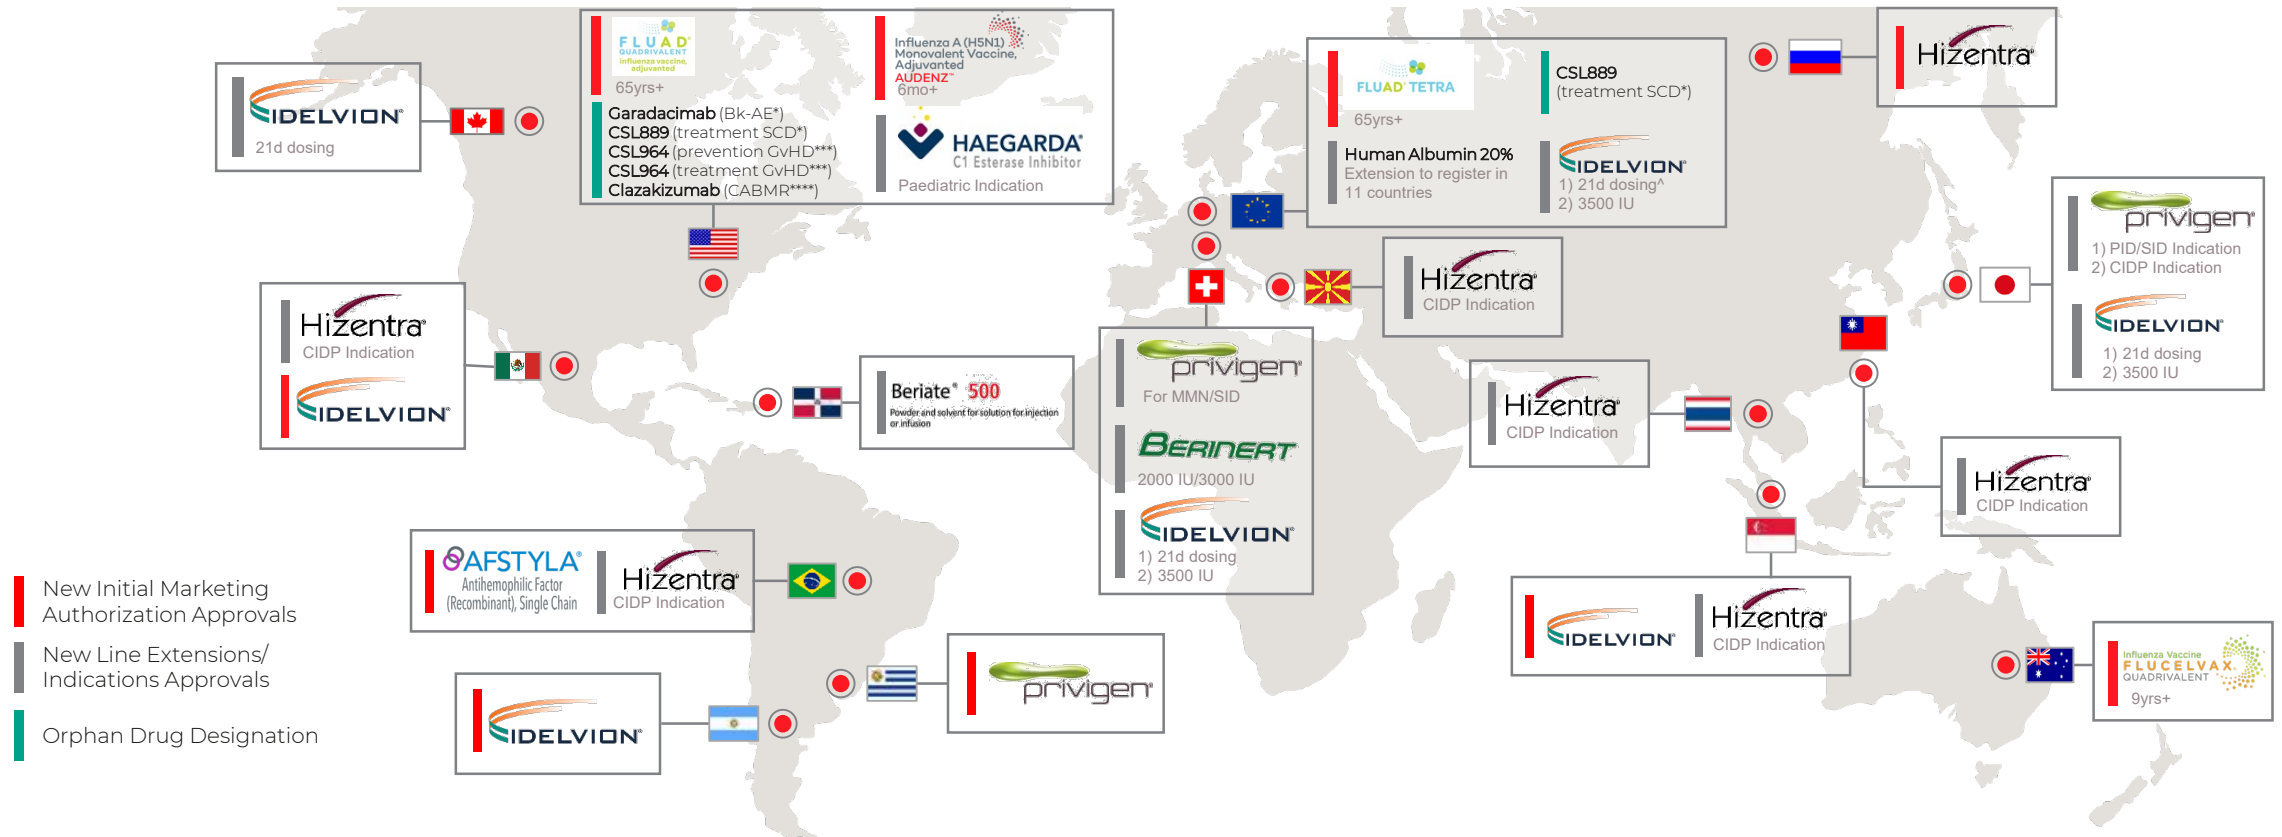 FLUAD®
QUADRIVALENT
influenza vaccine,
adjuvanted
65yrs+
Influenza A (H5N1)
Monovalent Vaccine,
Adjuvanted
AUDENZ™
6mo+
Garadacimab (Bk-AE*)
CSL889 (treatment SCD*)
CSL964 (prevention GvHD***)
CSL964 (treatment GvHD***)
Clazakizumab (CABMR****)
HAEGARDA®
C1 Esterase Inhibitor
Paediatric Indication
IDELVION®
21d dosing
FLUAD™ TETRA
65yrs+
CSL889
(treatment SCD*)
Human Albumin 20%
Extension to register in
11 countries
IDELVION®
1) 21d dosing^
2) 3500 IU
Hizentra®
privigen®
1) PID/SID Indication
2) CIDP Indication
IDELVION®
1) 21d dosing
2) 3500 IU
Hizentra®
CIDP Indication
Hizentra®
CIDP Indication
IDELVION®
Beriate® 500
Powder and solvent for solution for injection
or infusion
privigen®
For MMN/SID
BERINERT
2000 IU/3000 IU
IDELVION®
1) 21d dosing
2) 3500 IU
Hizentra®
CIDP Indication
Hizentra®
CIDP Indication
AFSTYLA®
Antihemophilic Factor
(Recombinant), Single Chain
Hizentra®
CIDP Indication
IDELVION®
Hizentra®
CIDP Indication
privigen®
IDELVION®
Influenza Vaccine
FLUCELVAX®
QUADRIVALENT
9yrs+
New Initial Marketing
Authorization Approvals
New Line Extensions/
Indications Approvals
Orphan Drug Designation